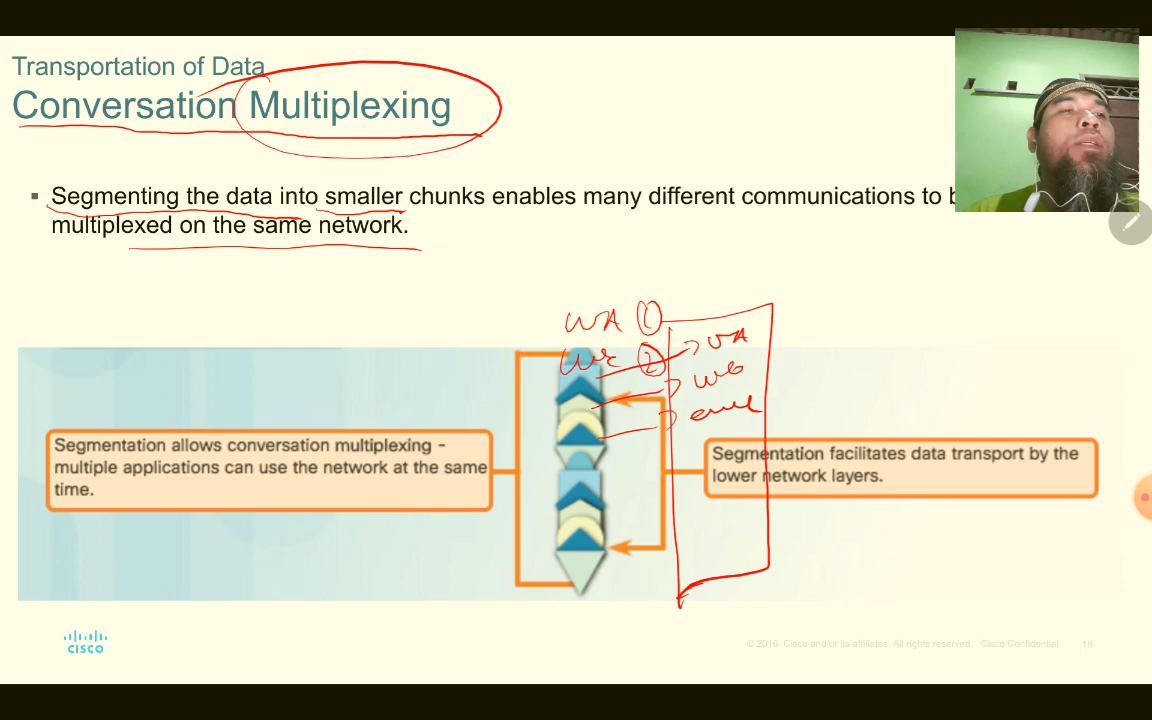 Transportation of Data
Conversation Multiplexing
Segmenting the data into smaller chunks enables many different communications to b
multiplexed on the same network.
WA 1
2
Segmentation allows conversation multiplexing -
multiple applications can use the network at the same
time.
Segmentation facilitates data transport by the
lower network layers.
CISCO
© 2016 Cisco and/or its affiliates. All rights reserved. Cisco Confidential 18